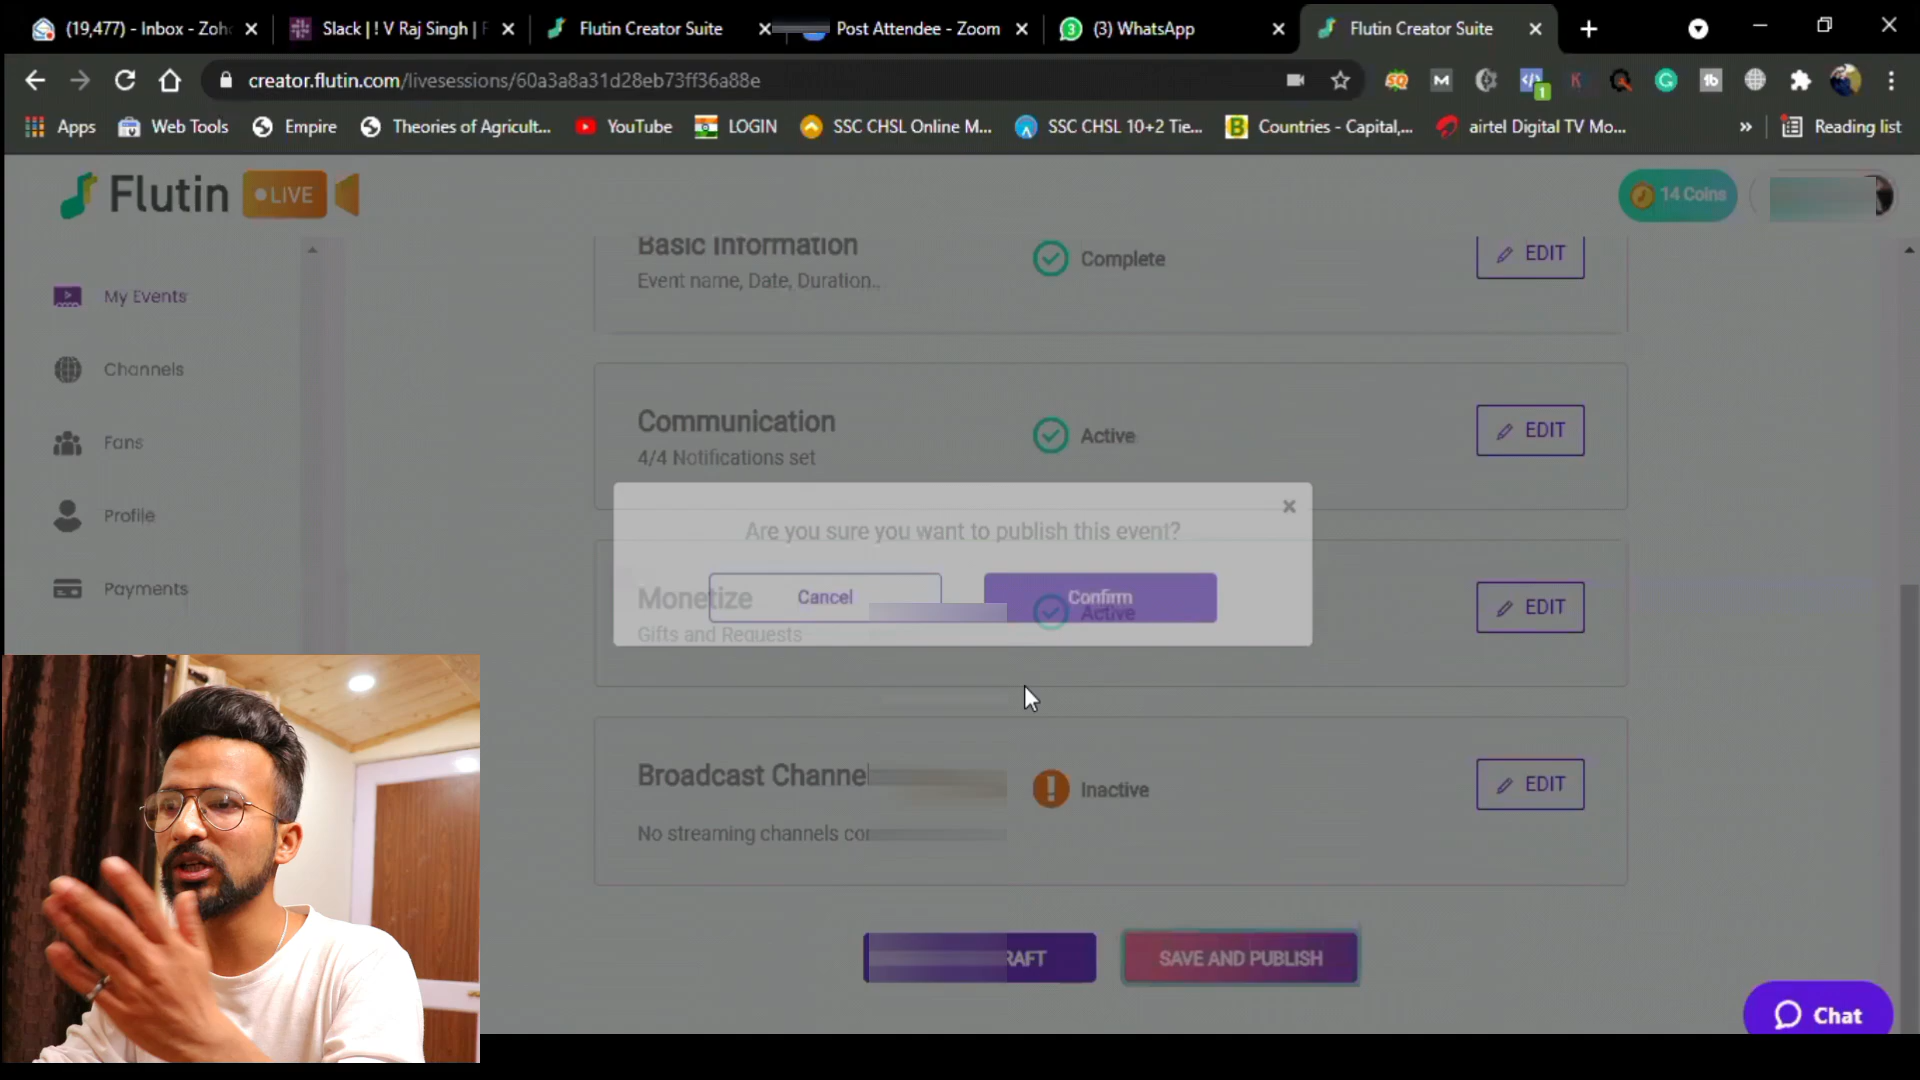 (19,477) - Inbox - Zoho
Slack | ! V Raj Singh | F
Flutin Creator Suite
Post Attendee - Zoom
(3) WhatsApp
Flutin Creator Suite
creator.flutin.com/livesessions/60a3a8a31d28eb73ff36a88e
Apps
Web Tools
Empire
Theories of Agricult...
YouTube
LOGIN
SSC CHSL Online M...
SSC CHSL 10+2 Tie...
Countries - Capital,...
airtel Digital TV Mo...
»
Reading list
Flutin
LIVE
14 Coins
My Events
Channels
Fans
Profile
Payments
Basic Information
Event name, Date, Duration..
Complete
EDIT
Communication
4/4 Notifications set
Active
EDIT
Are you sure you want to publish this event?
Cancel
Confirm
Monetize
Gifts and Requests
Active
EDIT
Broadcast Channel
No streaming channels
Inactive
EDIT
SAVE AND PUBLISH
Chat